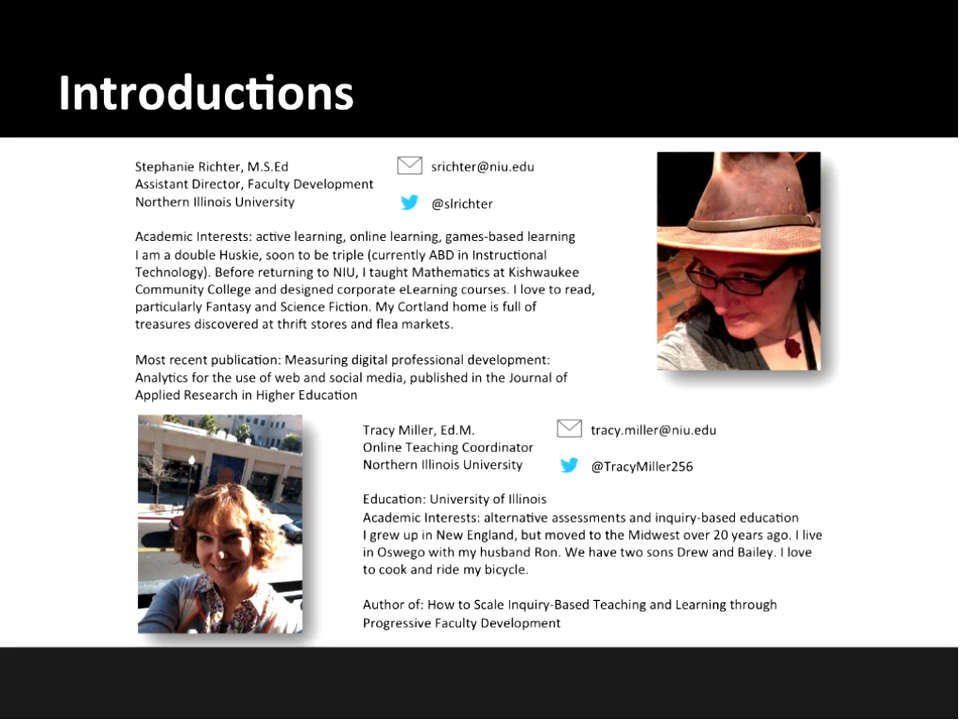 Introductions
Stephanie Richter, M.S.Ed
srichter@niu.edu
Assistant Director, Faculty Development
Northern Illinois University
@slrichter
Academic Interests: active learning, online learning, games-based learning
I am a double Huskie, soon to be triple (currently ABD in Instructional
Technology). Before returning to NIU, I taught Mathematics at Kishwaukee
Community College and designed corporate eLearning courses. I love to read,
particularly Fantasy and Science Fiction. My Cortland home is full of
treasures discovered at thrift stores and flea markets.
Most recent publication: Measuring digital professional development:
Analytics for the use of web and social media, published in the Journal of
Applied Research in Higher Education
Tracy Miller, Ed.M.
tracy.miller@niu.edu
Online Teaching Coordinator
Northern Illinois University
@TracyMiller256
Education: University of Illinois
Academic Interests: alternative assessments and inquiry-based education
I grew up in New England, but moved to the Midwest over 20 years ago. I live
in Oswego with my husband Ron. We have two sons Drew and Bailey. I love
to cook and ride my bicycle.
Author of: How to Scale Inquiry-Based Teaching and Learning through
Progressive Faculty Development